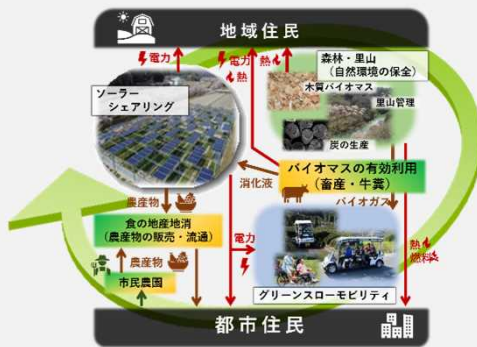 地域住民
電力
電力
熱
熱
森林・里山
(自然環境の保全)
ソーラー
シェアリング
木質バイオマス
里山管理
炭の生産
バイオマスの有効利用
(畜産・牛糞)
消化液
バイオガス
農産物
食の地産地消
(農産物の販売・流通)
電力
熱
燃料
農産物
市民農園
グリーンスローモビリティ
都市住民